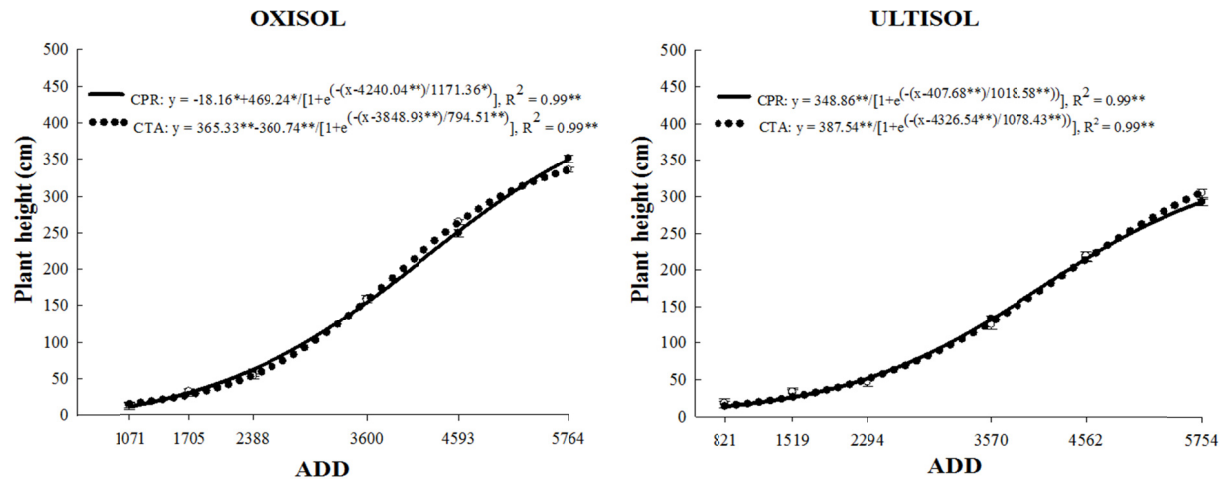 OXISOL
500
450
400
350
300
250
200
150
100
50
0
Plant height (cm)
CPR: y = -18.16*+469.24*/[1+e(-(x-4240.04**)/1171.36*)], R2 = 0.99**
CTA: y = 365.33**-360.74**/[1+e(-(x-3848.93**)/794.51**)], R2 = 0.99**
1071 1705 2388 3600 4593 5764
ADD
ULTISOL
500
450
400
350
300
250
200
150
100
50
0
Plant height (cm)
CPR: y = 348.86**/[1+e(-(x-407.68**)/1018.58**))], R2 = 0.99**
CTA: y = 387.54**/[1+e(-(x-4326.54**)/1078.43**))], R2 = 0.99**
821 1519 2294 3570 4562 5754
ADD